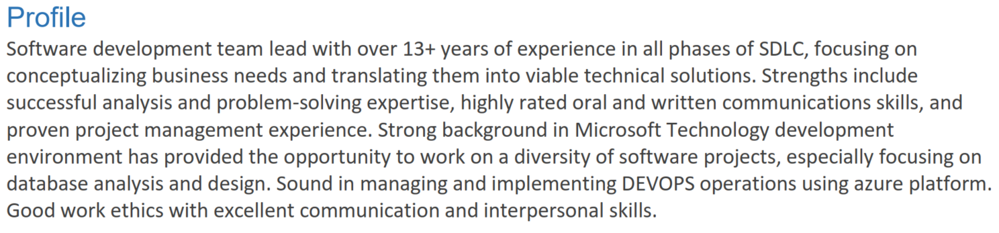 Profile
Software development team lead with over 13+ years of experience in all phases of SDLC, focusing on
conceptualizing business needs and translating them into viable technical solutions. Strengths include
successful analysis and problem-solving expertise, highly rated oral and written communications skills, and
proven project management experience. Strong background in Microsoft Technology development
environment has provided the opportunity to work on a diversity of software projects, especially focusing on
database analysis and design. Sound in managing and implementing DEVOPS operations using azure platform.
Good work ethics with excellent communication and interpersonal skills.